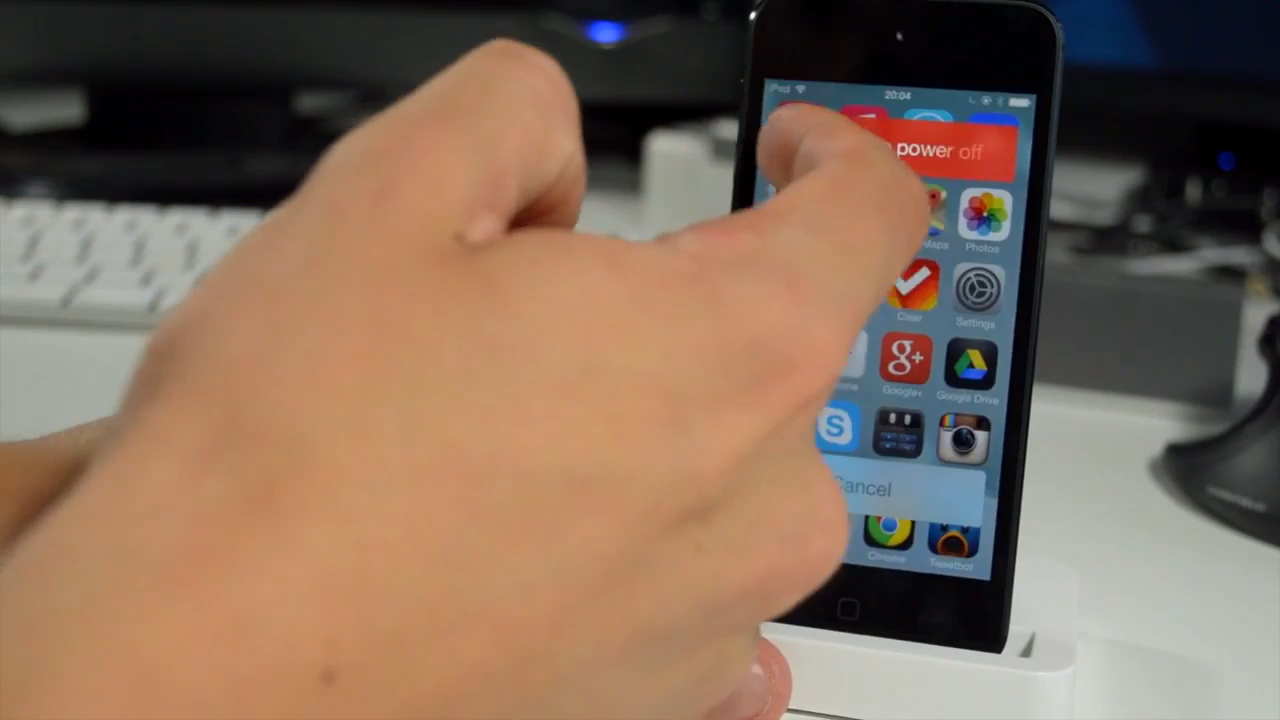 iPod 20:04
power off
Maps Photos
Clear Settings
g+
Google+ Google Drive
S
Cancel
Chrome Tweetbot